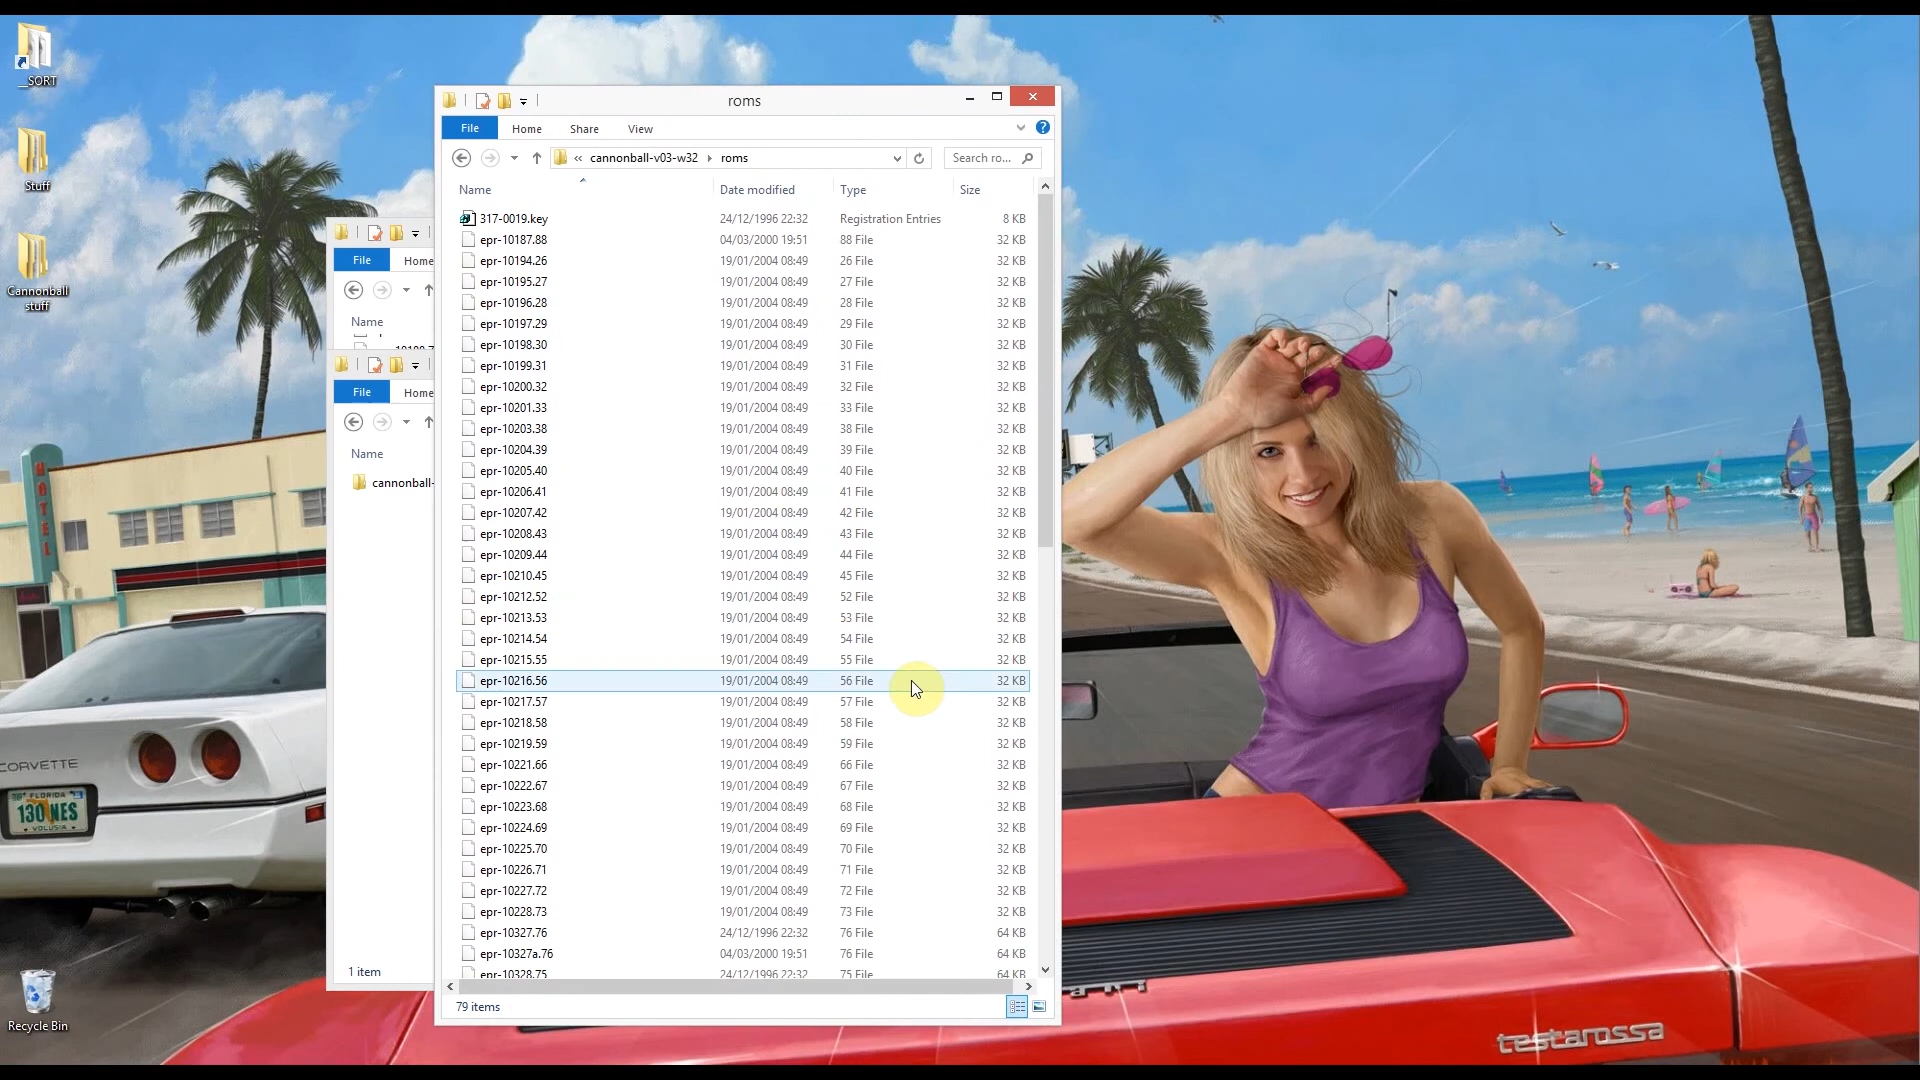 __SORT
Stuff
Cannonball
stuff
Recycle Bin
HOTEL
CORVETTE
FLORIDA
130 NES
VOLUSIA
File
Home
Name
File
Home
Name
cannonball-
1 item
roms
File Home Share View
« cannonball-v03-w32 roms Search ro...
Name Date modified Type Size
317-0019.key 24/12/1996 22:32 Registration Entries 8 KB
epr-10187.88 04/03/2000 19:51 88 File 32 KB
epr-10194.26 19/01/2004 08:49 26 File 32 KB
epr-10195.27 19/01/2004 08:49 27 File 32 KB
epr-10196.28 19/01/2004 08:49 28 File 32 KB
epr-10197.29 19/01/2004 08:49 29 File 32 KB
epr-10198.30 19/01/2004 08:49 30 File 32 KB
epr-10199.31 19/01/2004 08:49 31 File 32 KB
epr-10200.32 19/01/2004 08:49 32 File 32 KB
epr-10201.33 19/01/2004 08:49 33 File 32 KB
epr-10203.38 19/01/2004 08:49 38 File 32 KB
epr-10204.39 19/01/2004 08:49 39 File 32 KB
epr-10205.40 19/01/2004 08:49 40 File 32 KB
epr-10206.41 19/01/2004 08:49 41 File 32 KB
epr-10207.42 19/01/2004 08:49 42 File 32 KB
epr-10208.43 19/01/2004 08:49 43 File 32 KB
epr-10209.44 19/01/2004 08:49 44 File 32 KB
epr-10210.45 19/01/2004 08:49 45 File 32 KB
epr-10212.52 19/01/2004 08:49 52 File 32 KB
epr-10213.53 19/01/2004 08:49 53 File 32 KB
epr-10214.54 19/01/2004 08:49 54 File 32 KB
epr-10215.55 19/01/2004 08:49 55 File 32 KB
epr-10216.56 19/01/2004 08:49 56 File 32 KB
epr-10217.57 19/01/2004 08:49 57 File 32 KB
epr-10218.58 19/01/2004 08:49 58 File 32 KB
epr-10219.59 19/01/2004 08:49 59 File 32 KB
epr-10221.66 19/01/2004 08:49 66 File 32 KB
epr-10222.67 19/01/2004 08:49 67 File 32 KB
epr-10223.68 19/01/2004 08:49 68 File 32 KB
epr-10224.69 19/01/2004 08:49 69 File 32 KB
epr-10225.70 19/01/2004 08:49 70 File 32 KB
epr-10226.71 19/01/2004 08:49 71 File 32 KB
epr-10227.72 19/01/2004 08:49 72 File 32 KB
epr-10228.73 19/01/2004 08:49 73 File 32 KB
epr-10327.76 24/12/1996 22:32 76 File 64 KB
epr-10327a.76 04/03/2000 19:51 76 File 64 KB
epr-10328.75 24/12/1996 22:32 75 File 64 KB
79 items
testarossa